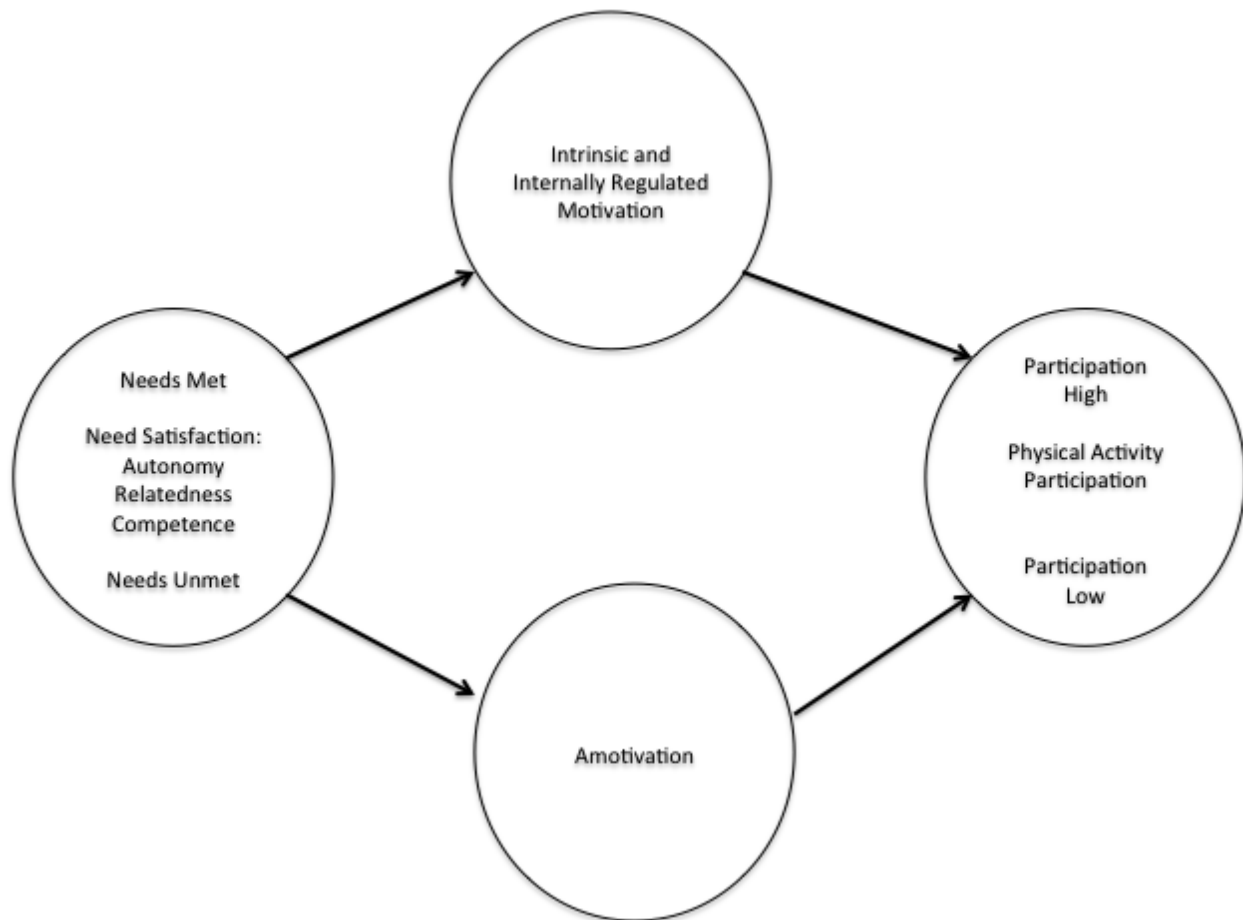 Intrinsic and
Internally Regulated
Motivation
Needs Met
Need Satisfaction:
Autonomy
Relatedness
Competence
Needs Unmet
Participation
High
Physical Activity
Participation
Participation
Low
Amotivation